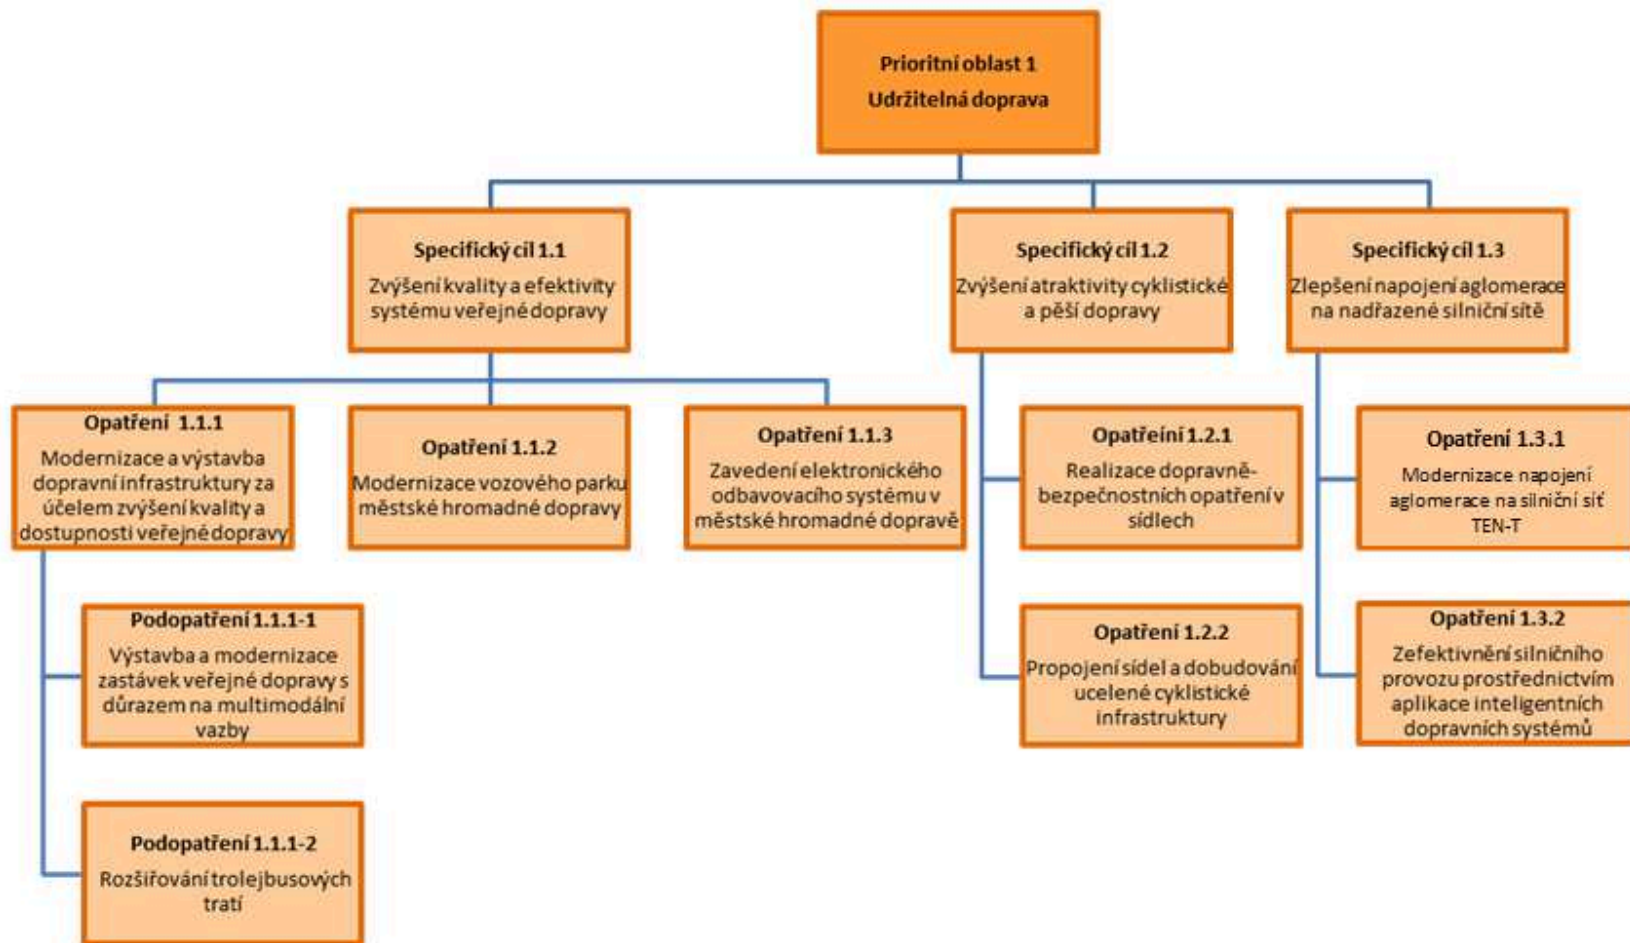 Prioritní oblast 1
Udržitelná doprava
Specifický cíl 1.1
Zvýšení kvality a efektivity
systému veřejné dopravy
Specifický cíl 1.2
Zvýšení atraktivity cyklistické
a pěší dopravy
Specifický cíl 1.3
Zlepšení napojení aglomerace
na nadřazené silniční sítě
Opatření 1.1.1
Modernizace a výstavba
dopravní infrastruktury za
účelem zvýšení kvality a
dostupnosti veřejné dopravy
Opatření 1.1.2
Modernizace vozového parku
městské hromadné dopravy
Opatření 1.1.3
Zavedení elektronického
odbavovacího systému v
městské hromadné dopravě
Opatřeíní 1.2.1
Realizace dopravně-
bezpečnostních opatření v
sídlech
Opatření 1.3.1
Modernizace napojení
aglomerace na silniční síť
TEN-T
Podopatření 1.1.1-1
Výstavba a modernizace
zastávek veřejné dopravy s
důrazem na multimodální
vazby
Opatření 1.2.2
Propojení sídel a dobudování
ucelené cyklistické
infrastruktury
Opatření 1.3.2
Zefektivnění silničního
provozu prostřednictvím
aplikace inteligentních
dopravních systémů
Podopatření 1.1.1-2
Rozšiřování trolejbusových
tratí